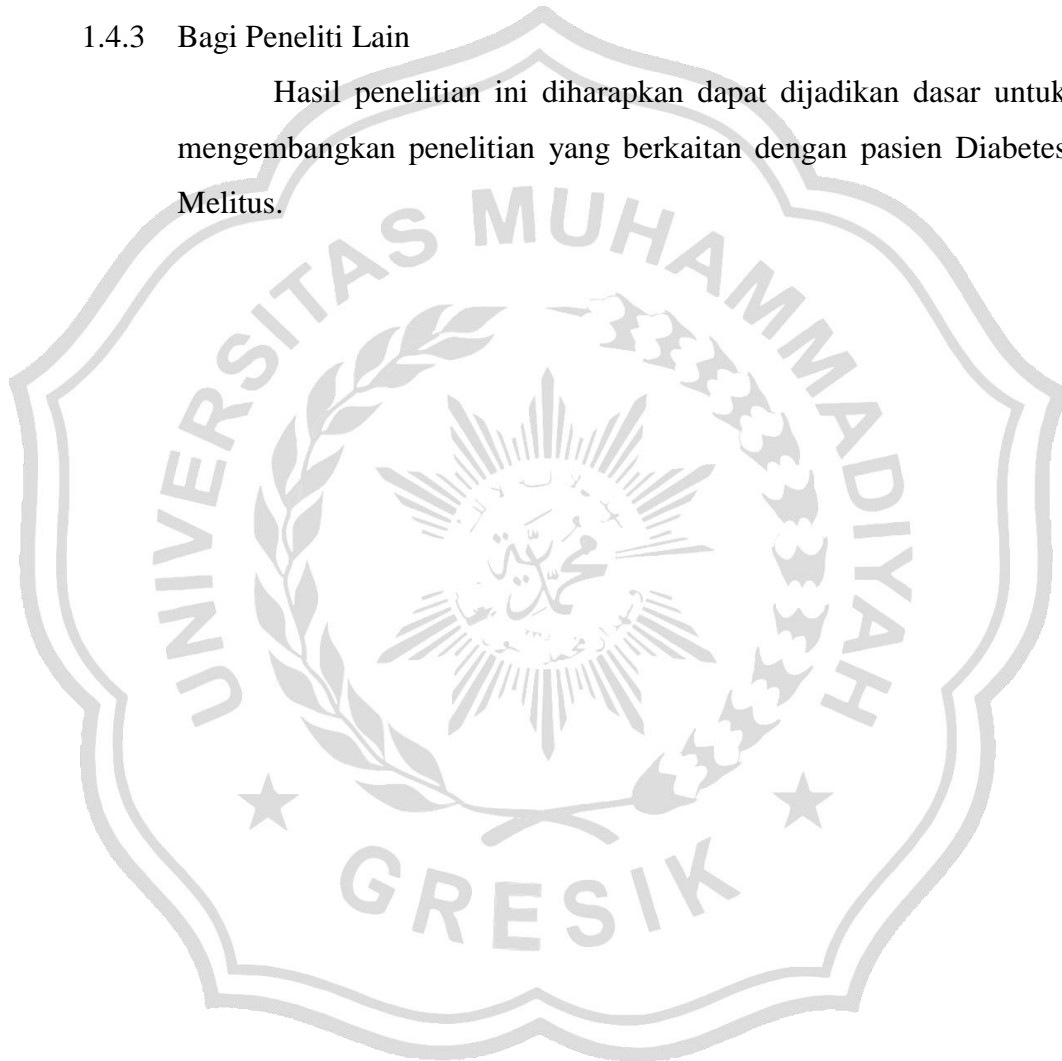 1.4.3 Bagi Peneliti Lain
Hasil penelitian ini diharapkan dapat dijadikan dasar untuk
mengembangkan penelitian yang berkaitan dengan pasien Diabetes
Melitus.
UNIVERSITAS MUHAMMADIYAH
محمدية
GRESIK